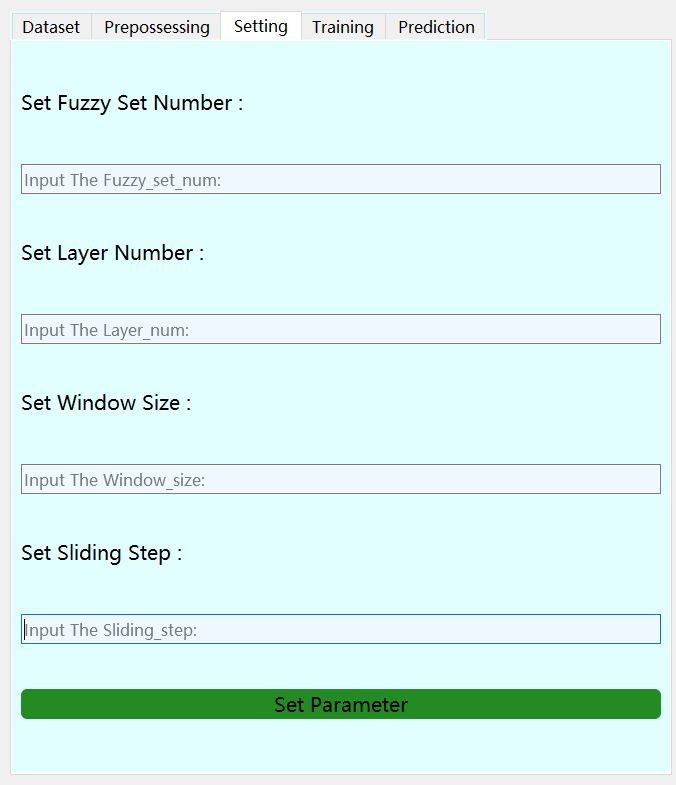 Dataset Prepossessing Setting Training Prediction
Set Fuzzy Set Number :
Input The Fuzzy_set_num:
Set Layer Number :
Input The Layer_num:
Set Window Size :
Input The Window_size:
Set Sliding Step :
Input The Sliding_step:
Set Parameter